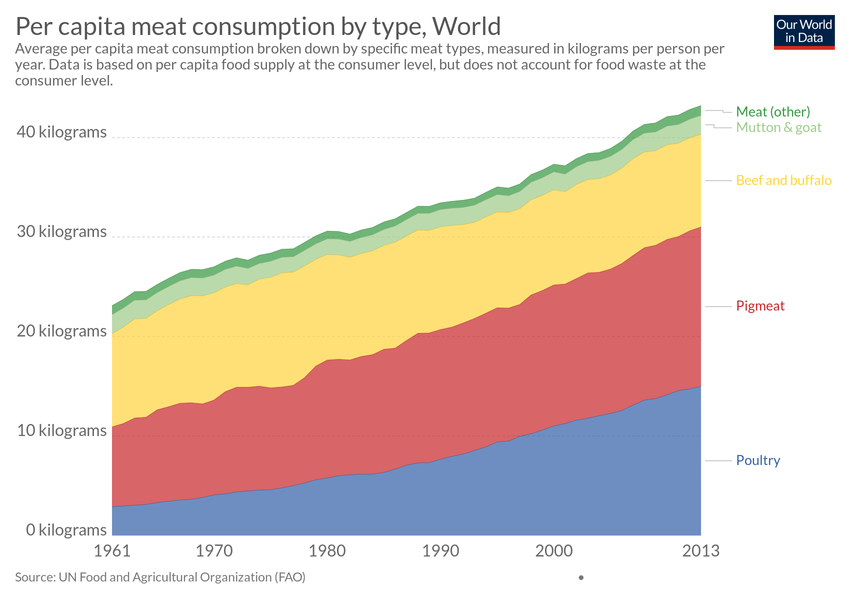 Per capita meat consumption by type, World
Our World
in Data
Average per capita meat consumption broken down by specific meat types, measured in kilograms per person per
year. Data is based on per capita food supply at the consumer level, but does not account for food waste at the
consumer level.
Meat (other)
Mutton & goat
40 kilograms
Beef and buffalo
30 kilograms
Pigmeat
20 kilograms
10 kilograms
Poultry
0 kilograms
1961 1970 1980 1990 2000 2013
Source: UN Food and Agricultural Organization (FAO)